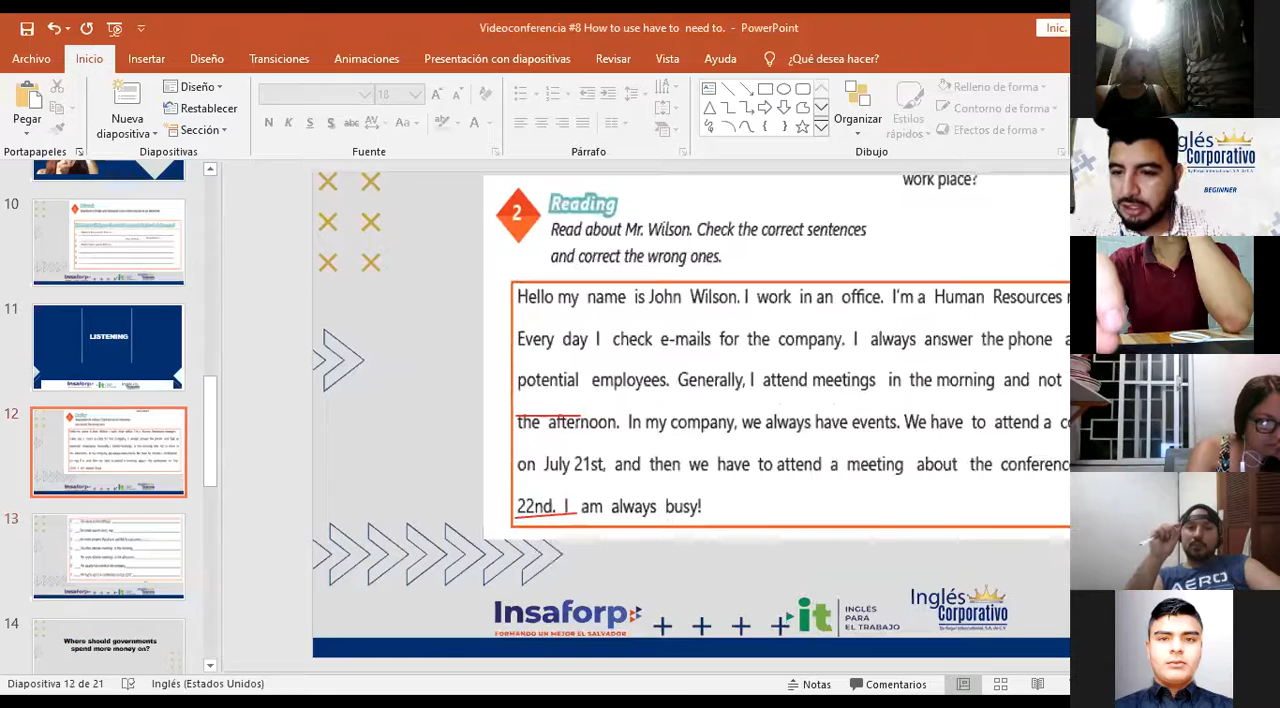 Videoconferencia #8 How to use have to need to. - PowerPoint
Inic.
Archivo Inicio Insertar Diseño Transiciones Animaciones Presentación con diapositivas Revisar Vista Ayuda ¿Qué desea hacer?
Pegar
Portapapeles
Nueva diapositiva
Diseño
Restablecer
Sección
Diapositivas
18
N K S S abc AV Aa A
Fuente
Párrafo
Organizar
Estilos rápidos
Relleno de forma
Contorno de forma
Efectos de forma
Dibujo
10
11
LISTENING
12
13
14
Where should governments
spend more money on?
work place?
2 Reading
Read about Mr. Wilson. Check the correct sentences
and correct the wrong ones.
Hello my name is John Wilson. I work in an office. I'm a Human Resources
Every day I check e-mails for the company. I always answer the phone
potential employees. Generally, I attend meetings in the morning and not
the afternoon. In my company, we always have events. We have to attend a
on July 21st, and then we have to attend a meeting about the
22nd. I am always busy!
Insaforp
FORMANDO UN MEJOR EL SALVADOR
it INGLÉS
PARA
EL TRABAJO
Inglés
Corporativo
Diapositiva 12 de 21 Inglés (Estados Unidos) Notas Comentarios
Inglés
Corporativo
BEGINNER
AERO